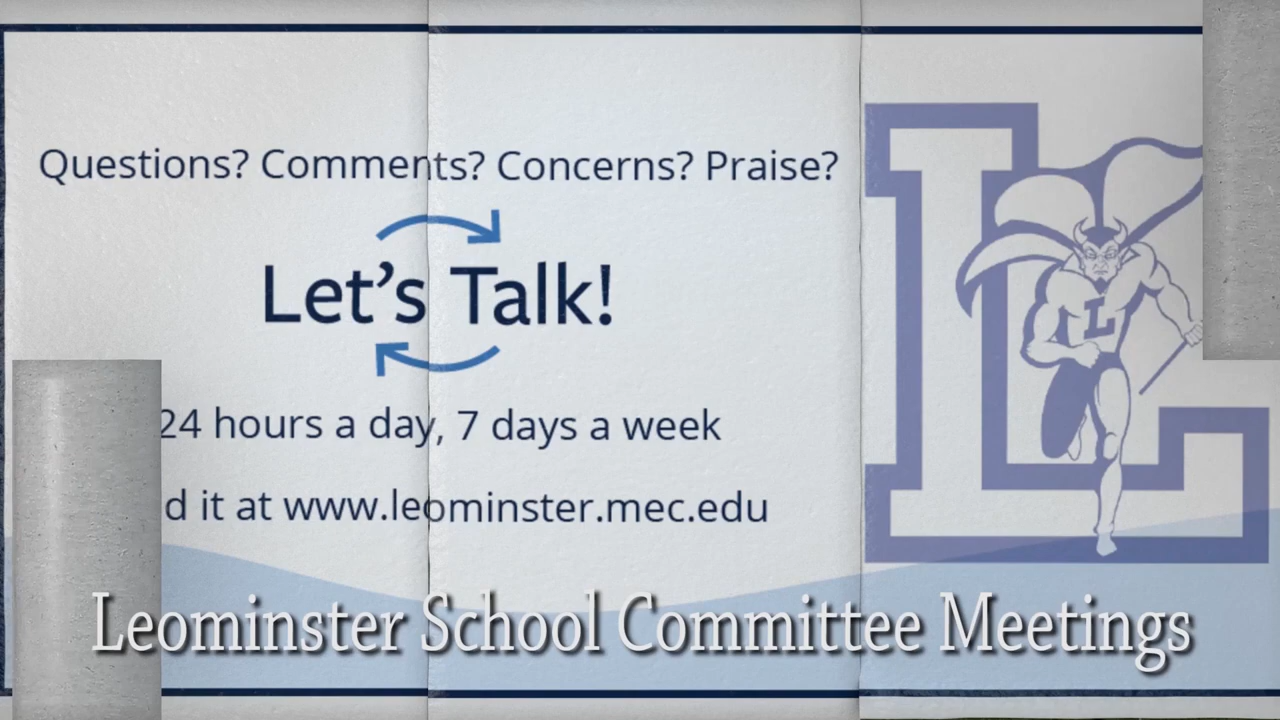 Questions? Comments? Concerns? Praise?
Let's Talk!
24 hours a day, 7 days a week
it at www.leominster.mec.edu
L
L
Leominster School Committee Meetings